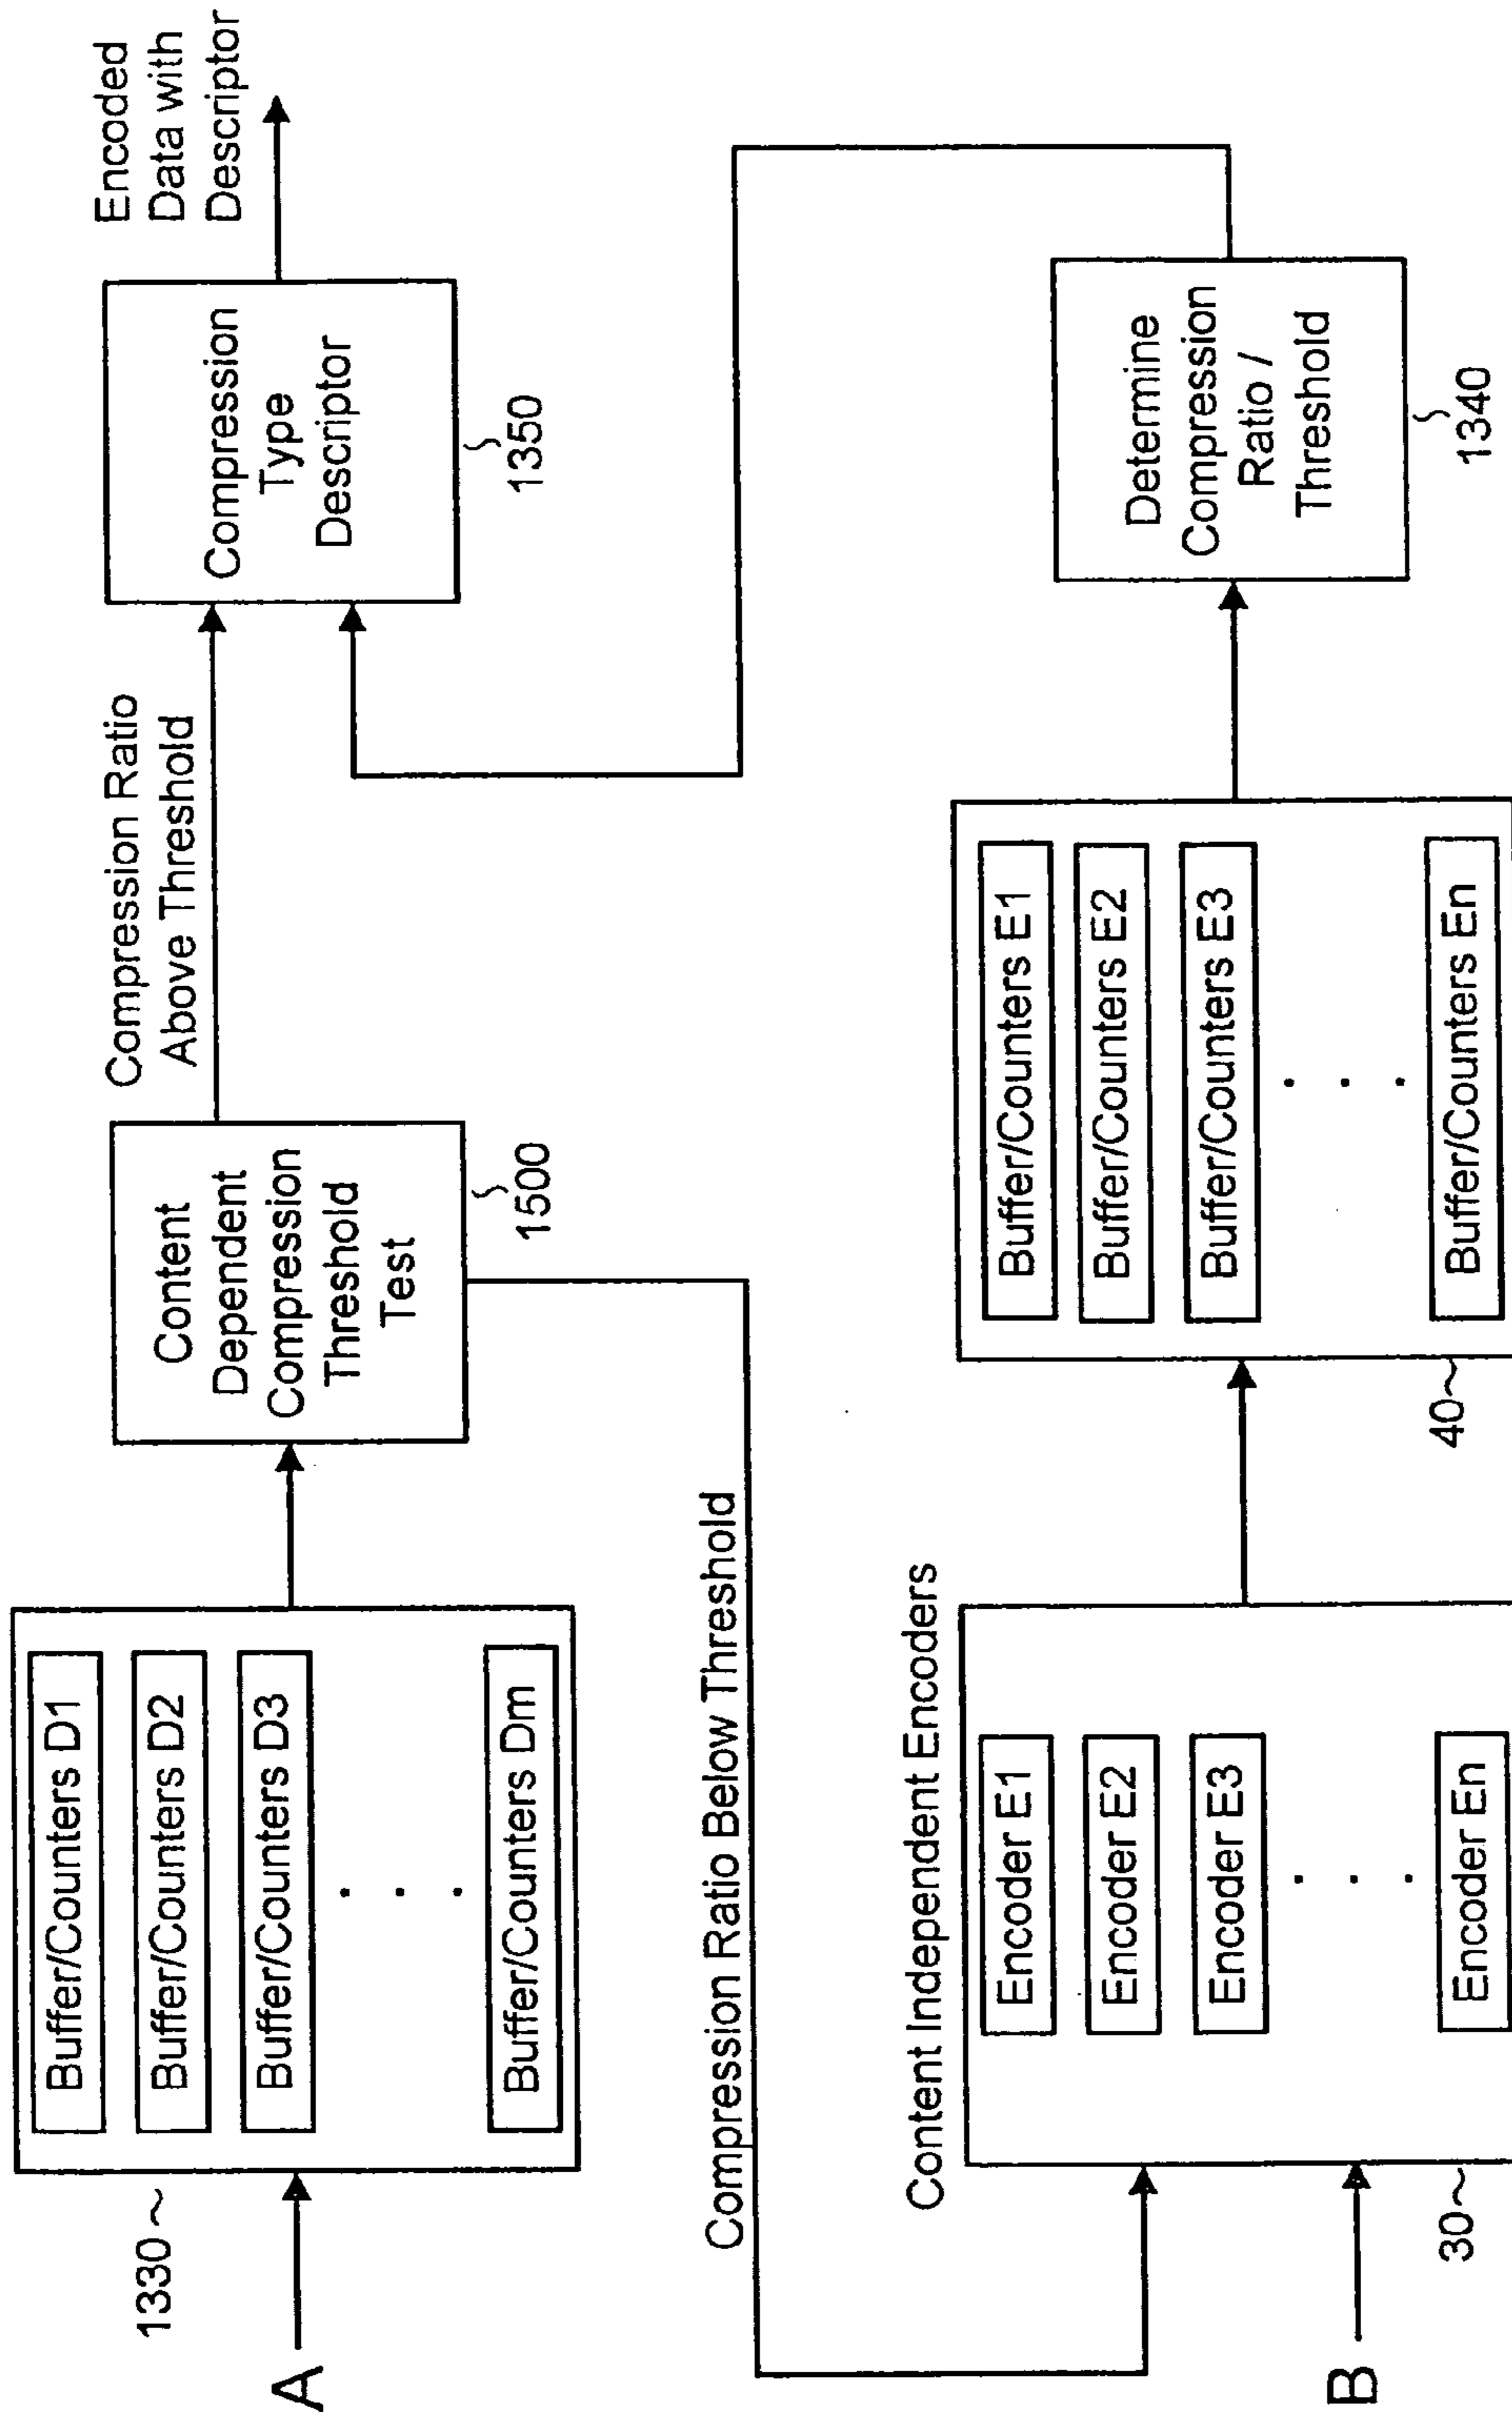 A
1330
Buffer/Counters D1
Buffer/Counters D2
Buffer/Counters D3
. . .
Buffer/Counters Dm
Content
Dependent
Compression
Threshold
Test
1500
Compression Ratio
Above Threshold
Compression
Type
Descriptor
1350
Encoded
Data with
Descriptor
Compression Ratio Below Threshold
B
30
Content Independent Encoders
Encoder E1
Encoder E2
Encoder E3
. . .
Encoder En
40
Buffer/Counters E1
Buffer/Counters E2
Buffer/Counters E3
. . .
Buffer/Counters En
Determine
Compression
Ratio /
Threshold
1340